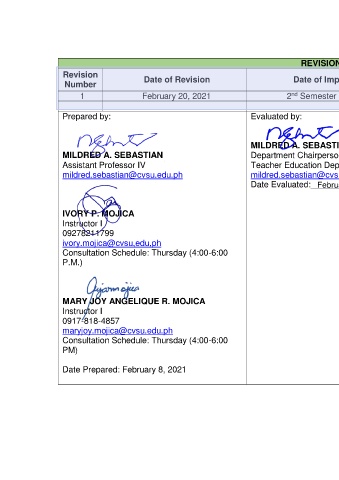 REVISION
Revision Number
Date of Revision
Date of Imp
1
February 20, 2021
2nd Semester
Prepared by:
MILDRED A. SEBASTIAN
Assistant Professor IV
mildred.sebastian@cvsu.edu.ph
IVORY P. MOJICA
Instructor I
ivory.mojica@cvsu.edu.ph
Consultation Schedule: Thursday (4:00-6:00
P.M.)
MARY JOY ANGELIQUE R. MOJICA
Instructor I
0917-818-4857
maryjoy.mojica@cvsu.edu.ph
Consultation Schedule: Thursday (4:00-6:00
PM)
Date Prepared: February 8, 2021
Evaluated by:
MILDRED A. SEBASTI
Department Chairperso
Teacher Education Dep
mildred.sebastian@cvs
Date Evaluated: Febru